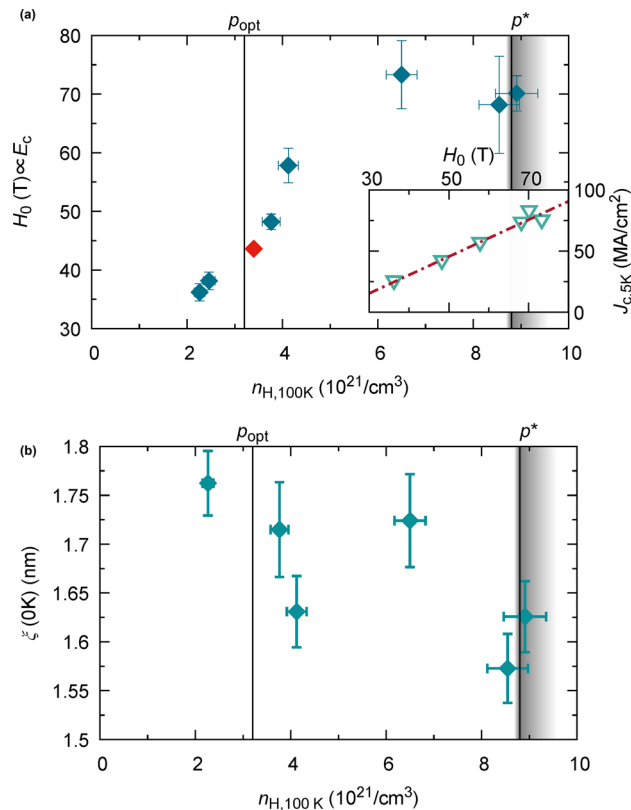 (a)
p_opt p*
H₀ (T)∝E_c
80
70
60
50
40
30
0 2 4 6 8 10
n_H,100K (10²¹/cm³)
H₀ (T)
30 50 70
100
50
0
J_c,5K (MA/cm²)
(b)
p_opt p*
ξ (0K) (nm)
1.8
1.75
1.7
1.65
1.6
1.55
1.5
0 2 4 6 8 10
n_H,100 K (10²¹/cm³)